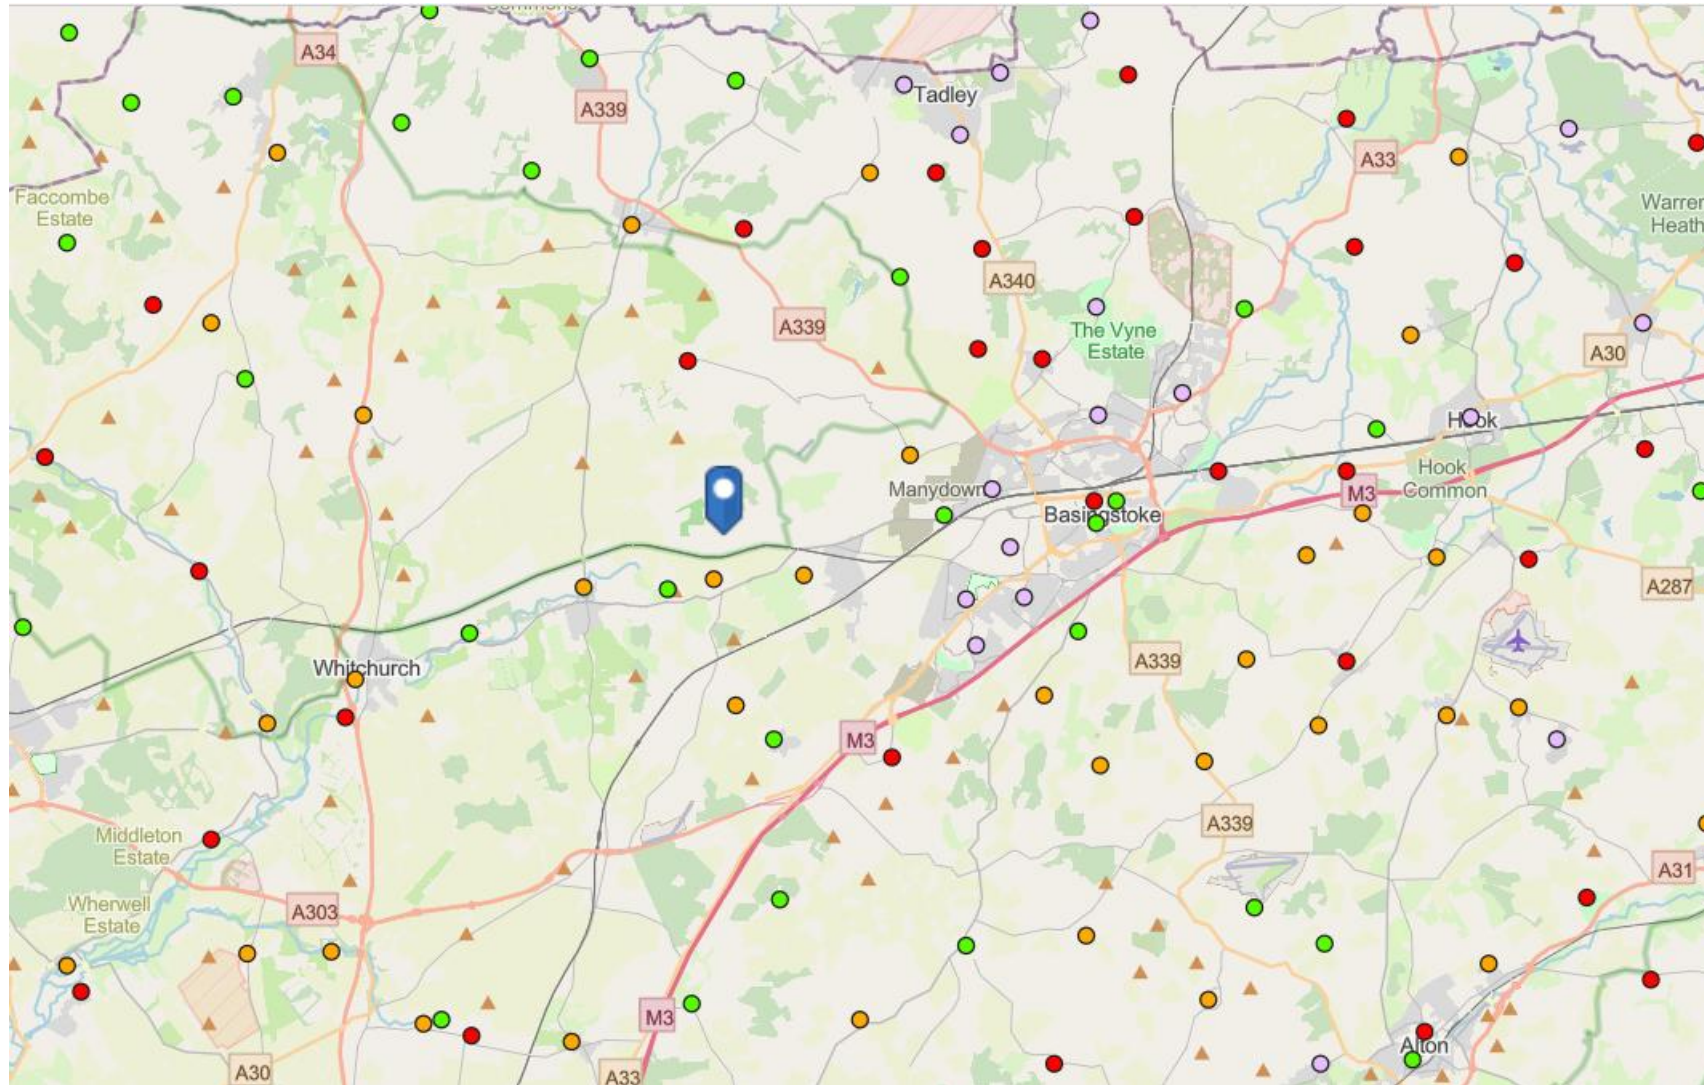 Commons
A34
A339
Tadley
A33
Faccombe
Estate
Warren
Heath
A340
A339
The Vyne
Estate
A30
Hook
Manydown
Hook
Common
M3
Basingstoke
A287
Whitchurch
A339
M3
A339
Middleton
Estate
A31
Wherwell
Estate
A303
M3
Alton
A30
A33